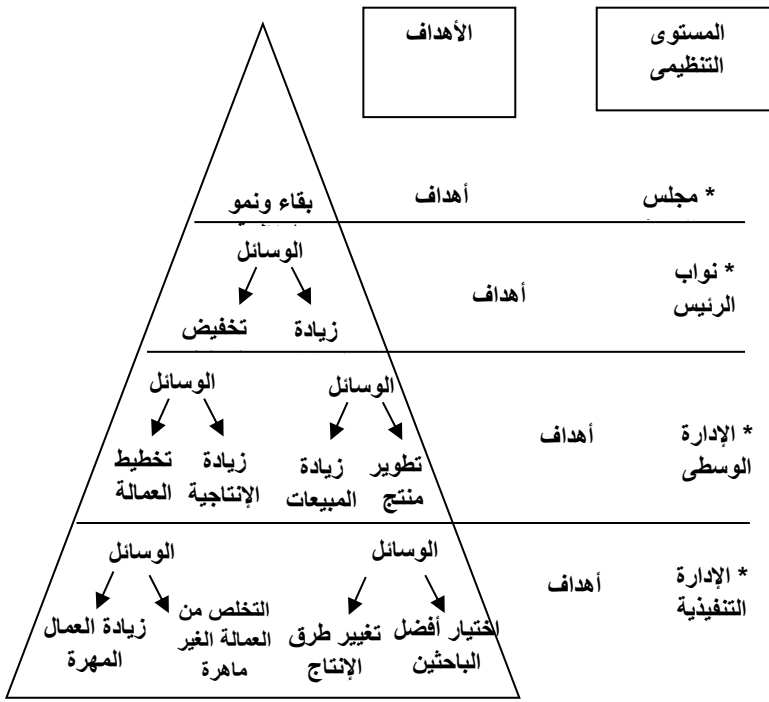 المستوى
التنظيمى
الأهداف
* مجلس
أهداف
بقاء ونمو
* نواب
الرئيس
أهداف
الوسائل
زيادة
تخفيض
* الإدارة
الوسطى
أهداف
الوسائل
تطوير
منتج
زيادة
المبيعات
الوسائل
زيادة
الإنتاجية
تخطيط
العمالة
* الإدارة
التنفيذية
أهداف
الوسائل
اختيار أفضل
الباحثين
تغيير طرق
الإنتاج
الوسائل
التخلص من
العمالة الغير
ماهرة
زيادة العمال
المهرة